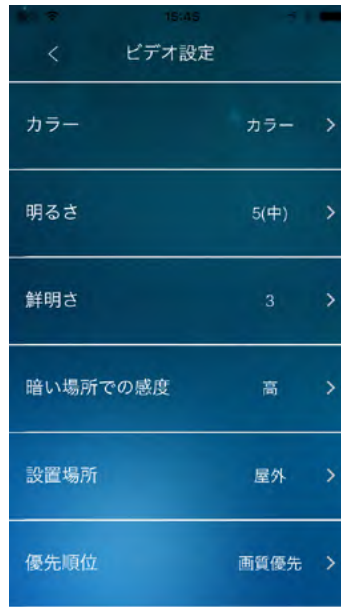 15:45
ビデオ設定
カラー カラー
明るさ 5(中)
鮮明さ 3
暗い場所での感度 高
設置場所 屋外
優先順位 画質優先